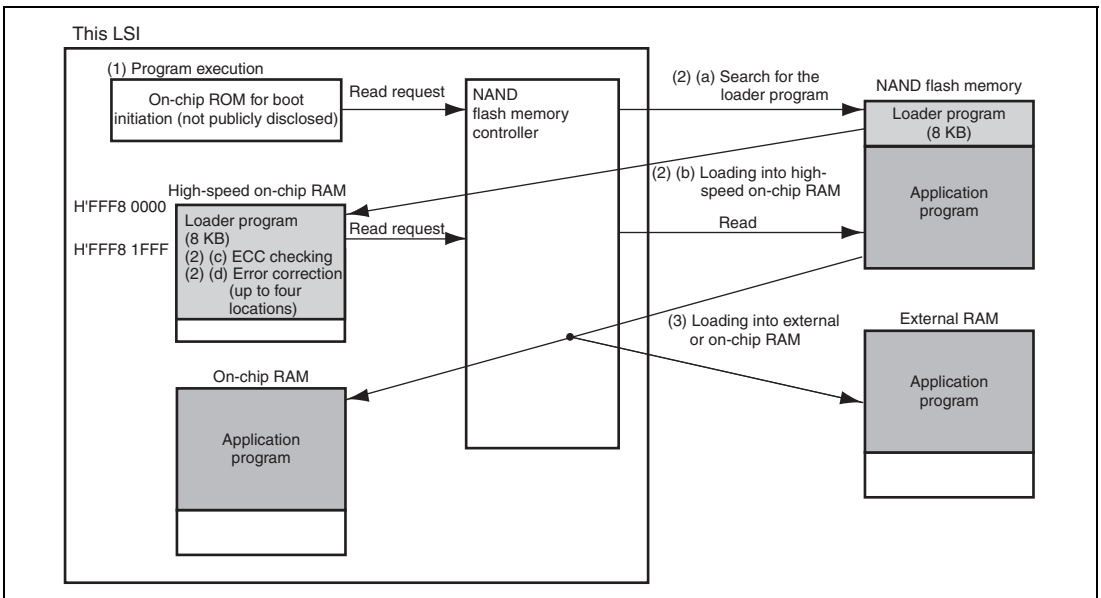 This LSI
(1) Program execution
On-chip ROM for boot
initiation (not publicly disclosed)
Read request
NAND
flash memory
controller
(2) (a) Search for the
loader program
NAND flash memory
Loader program
(8 KB)
Application
program
(2) (b) Loading into high-
speed on-chip RAM
Read
High-speed on-chip RAM
H'FFF8 0000
H'FFF8 1FFF
Loader program
(8 KB)
(2) (c) ECC checking
(2) (d) Error correction
(up to four
locations)
Read request
(3) Loading into external
or on-chip RAM
On-chip RAM
Application
program
External RAM
Application
program